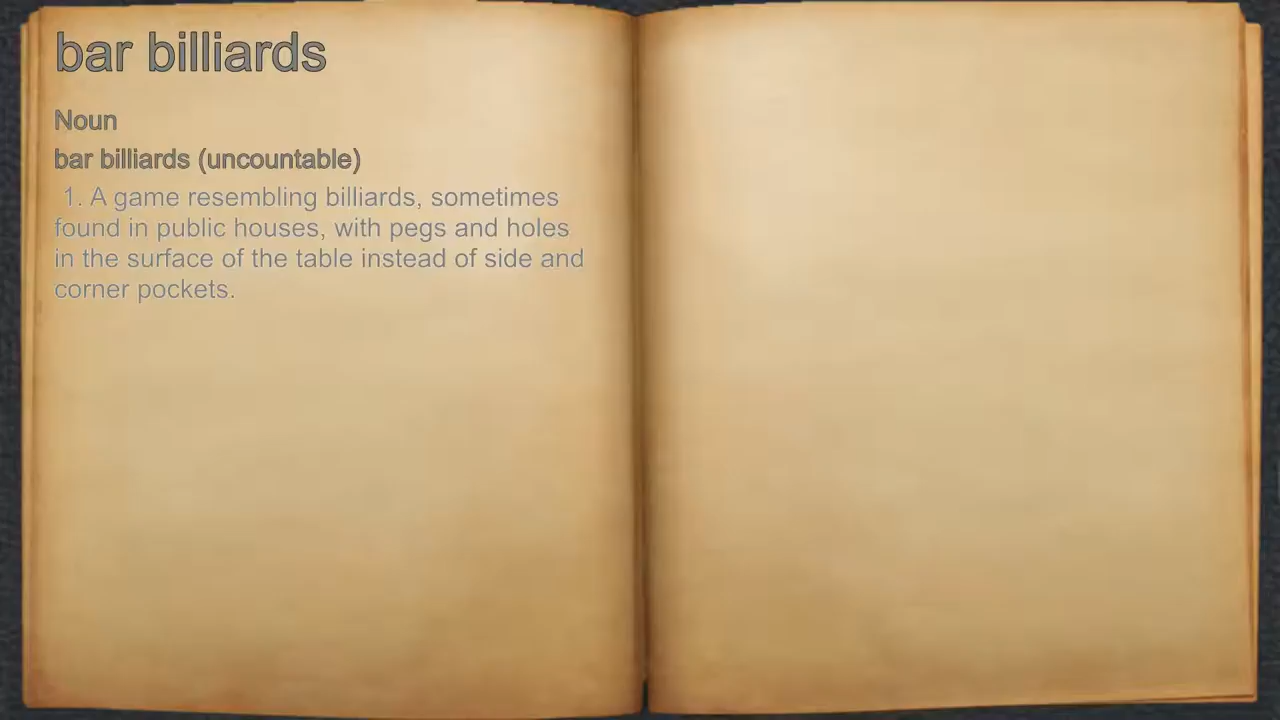 bar billiards
Noun
bar billiards (uncountable)
1. A game resembling billiards, sometimes
found in public houses, with pegs and holes
in the surface of the table instead of side and
corner pockets.